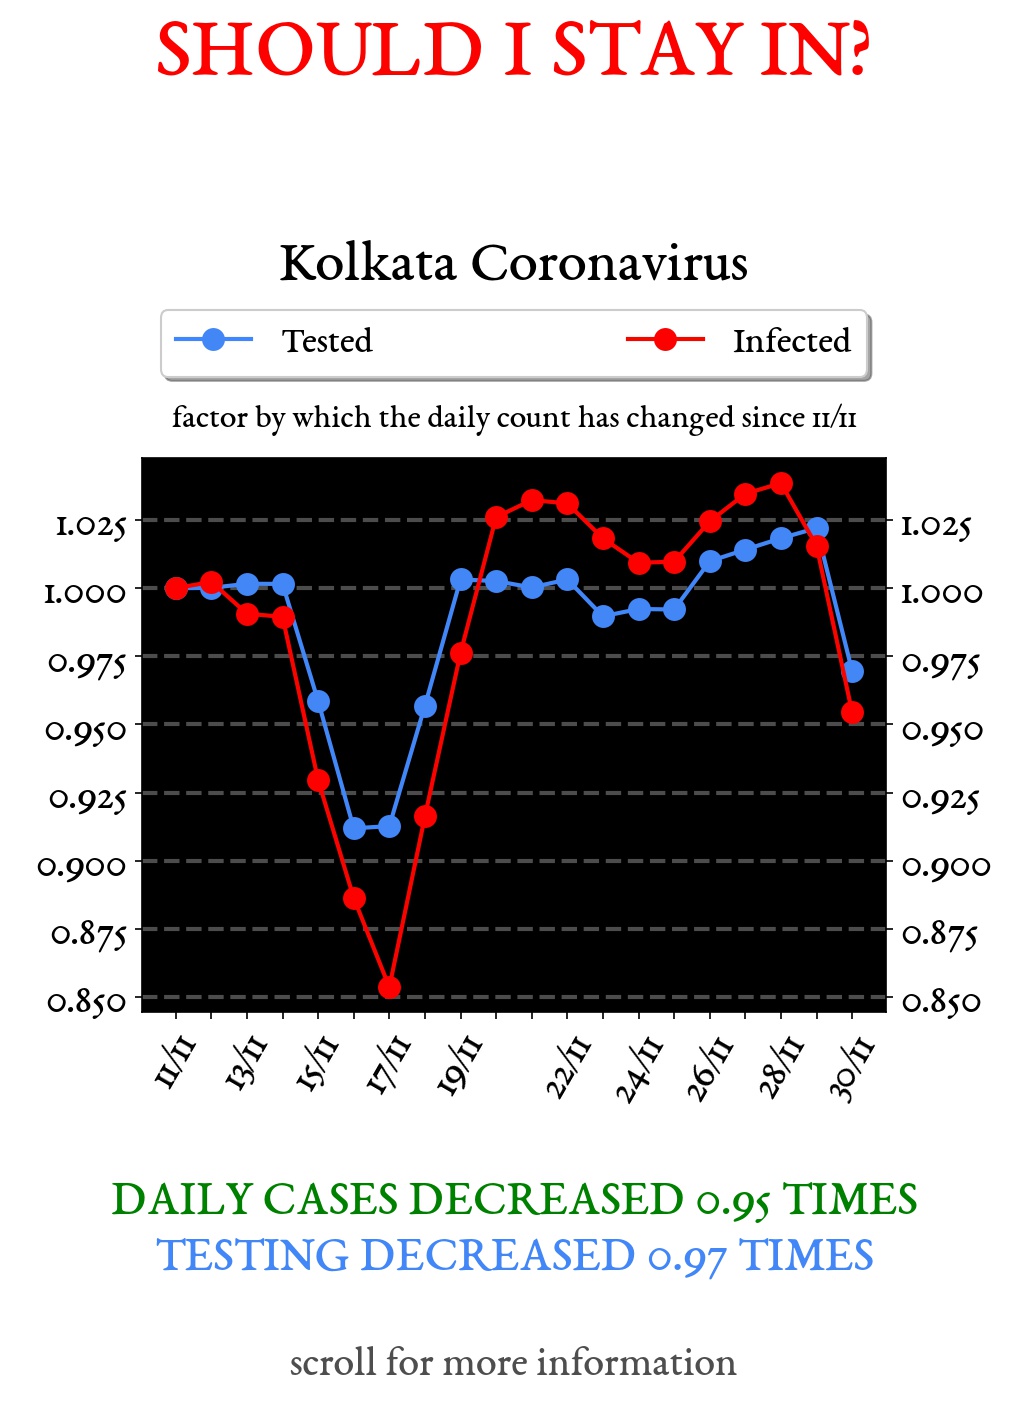 SHOULD I STAY IN?
Kolkata Coronavirus
Tested Infected
factor by which the daily count has changed since 11/11
1.025 1.025
1.000 1.000
0.975 0.975
0.950 0.950
0.925 0.925
0.900 0.900
0.875 0.875
0.850 0.850
11/11 13/11 15/11 17/11 19/11 22/11 24/11 26/11 28/11 30/11
DAILY CASES DECREASED 0.95 TIMES
TESTING DECREASED 0.97 TIMES
scroll for more information